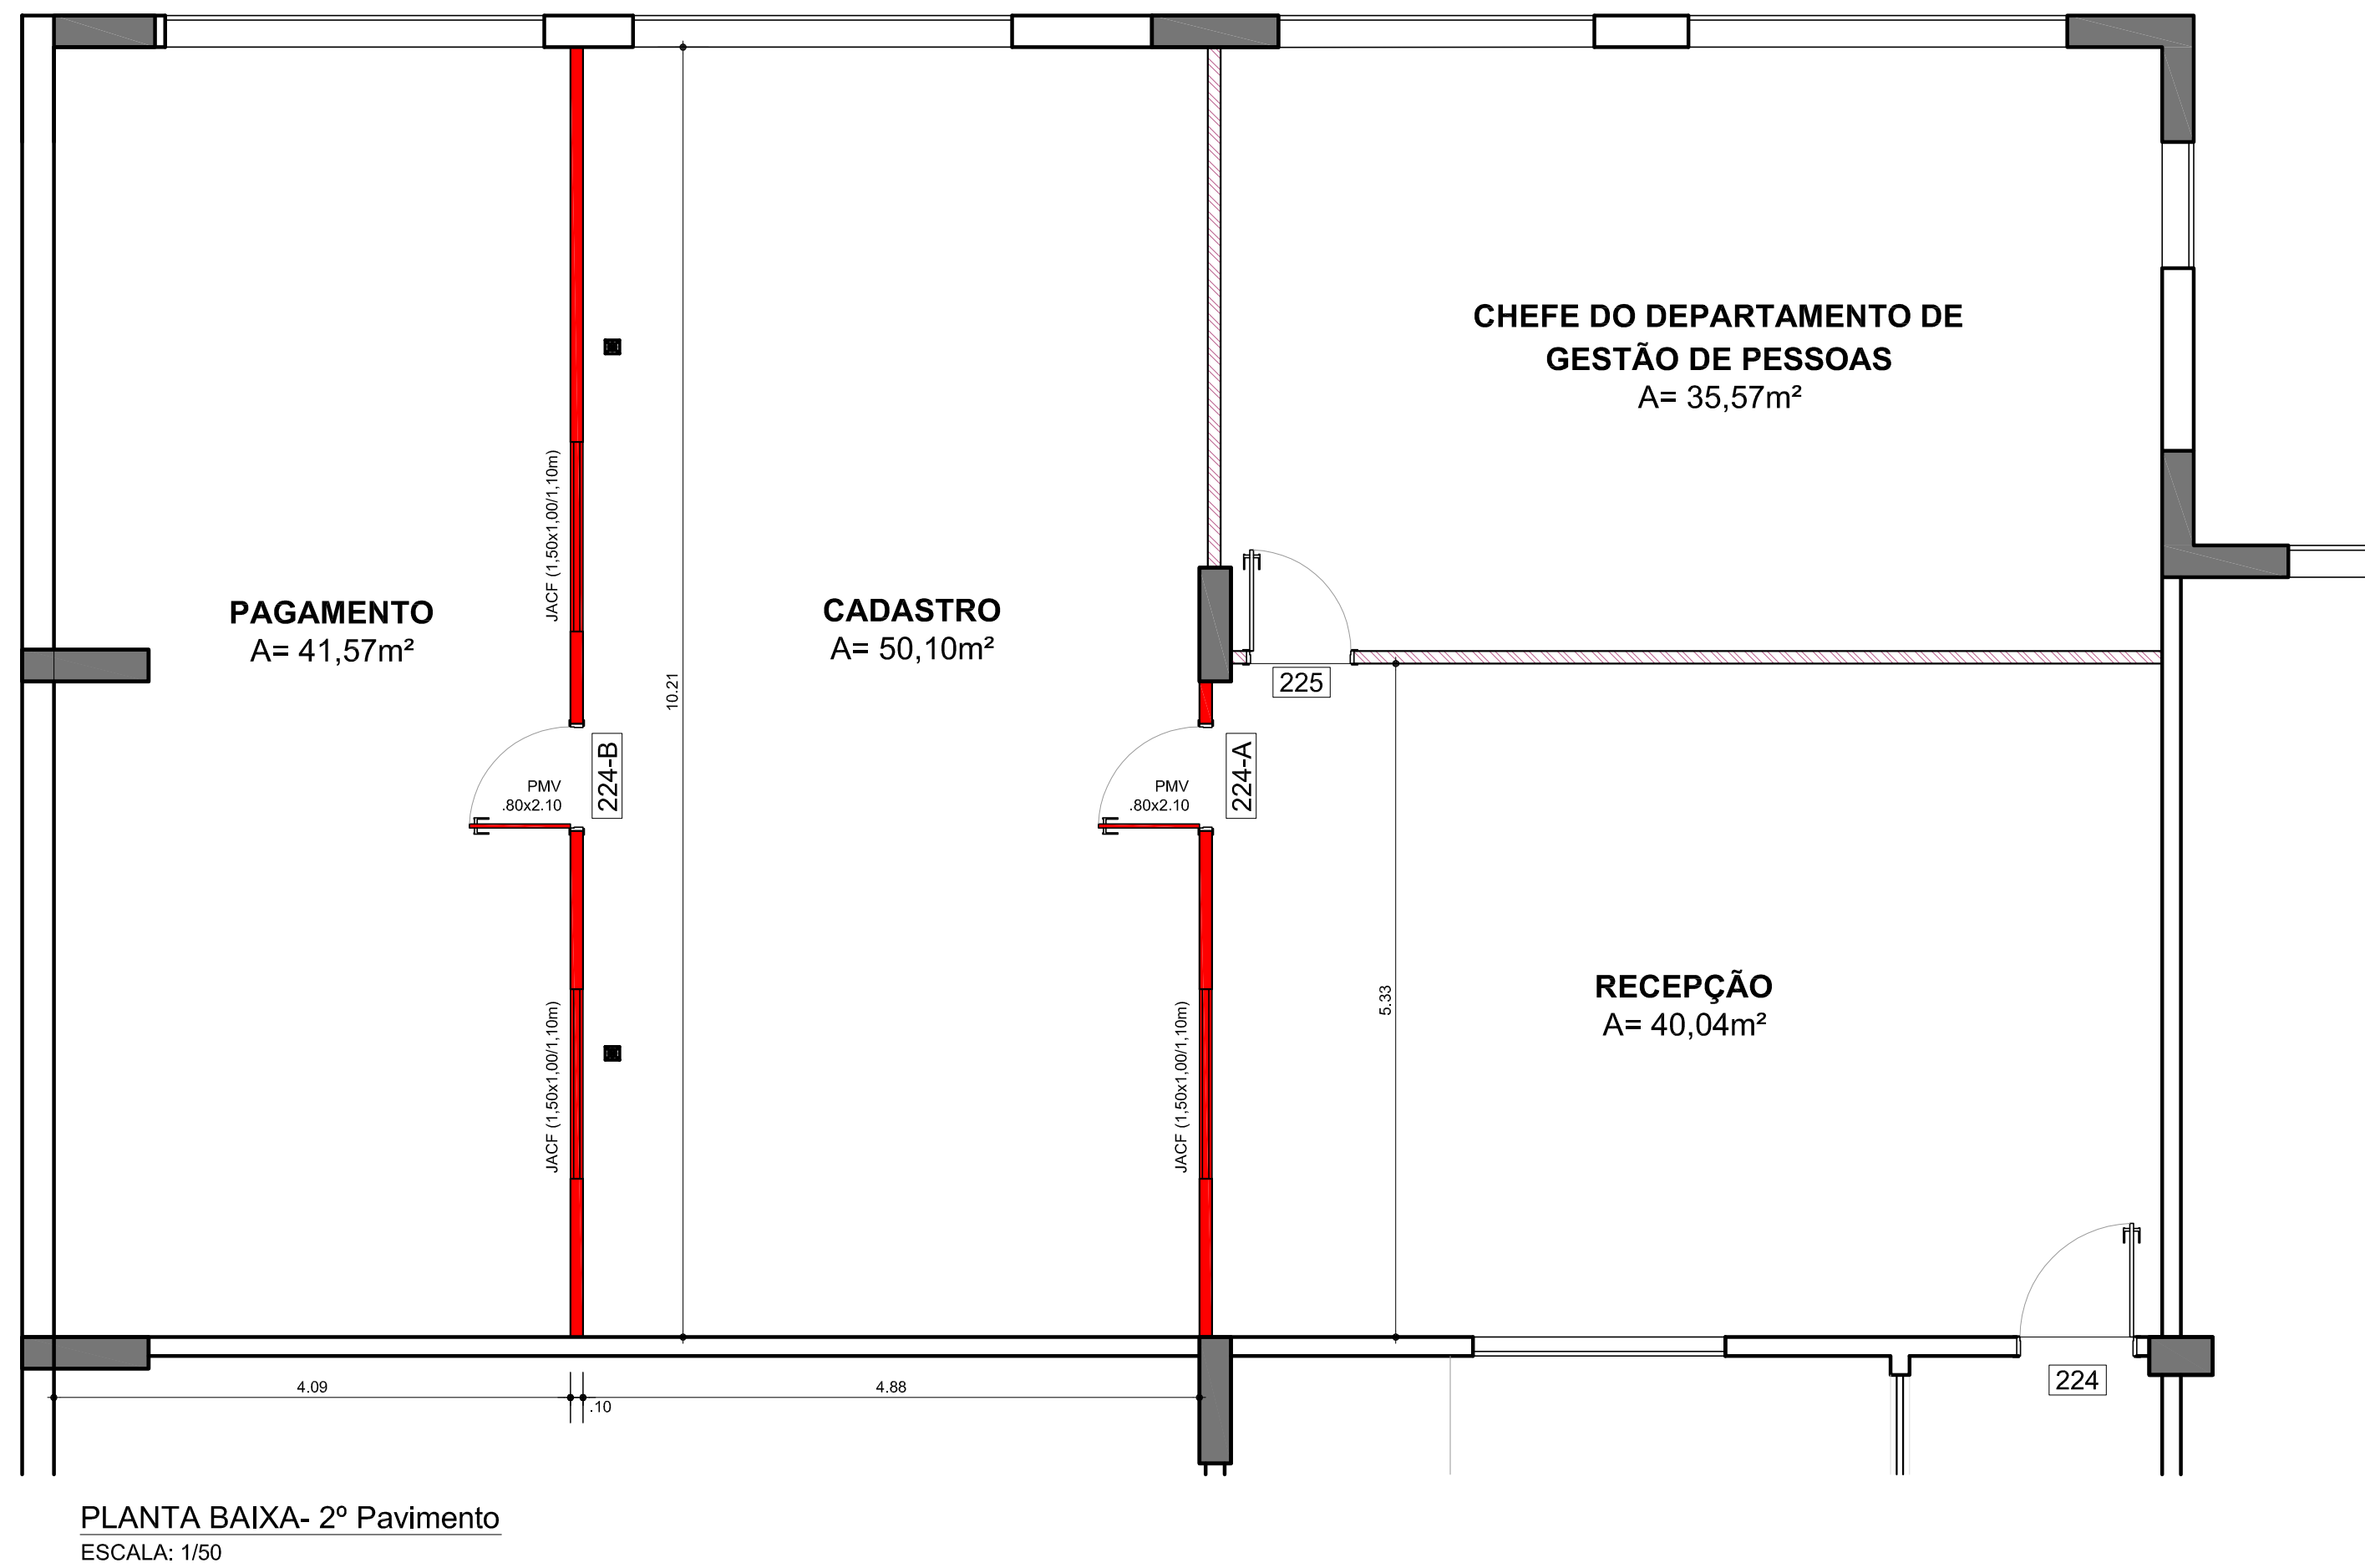 CHEFE DO DEPARTAMENTO DE
GESTÃO DE PESSOAS
A= 35,57m²
JACF (1,50x1,00/1,10m)
PAGAMENTO
A= 41,57m²
CADASTRO
A= 50,10m²
10.21
225
PMV
.80x2.10
224-B
PMV
.80x2.10
224-A
RECEPÇÃO
A= 40,04m²
5.33
JACF (1,50x1,00/1,10m)
JACF (1,50x1,00/1,10m)
224
4.09
.10
4.88
PLANTA BAIXA- 2º Pavimento
ESCALA: 1/50